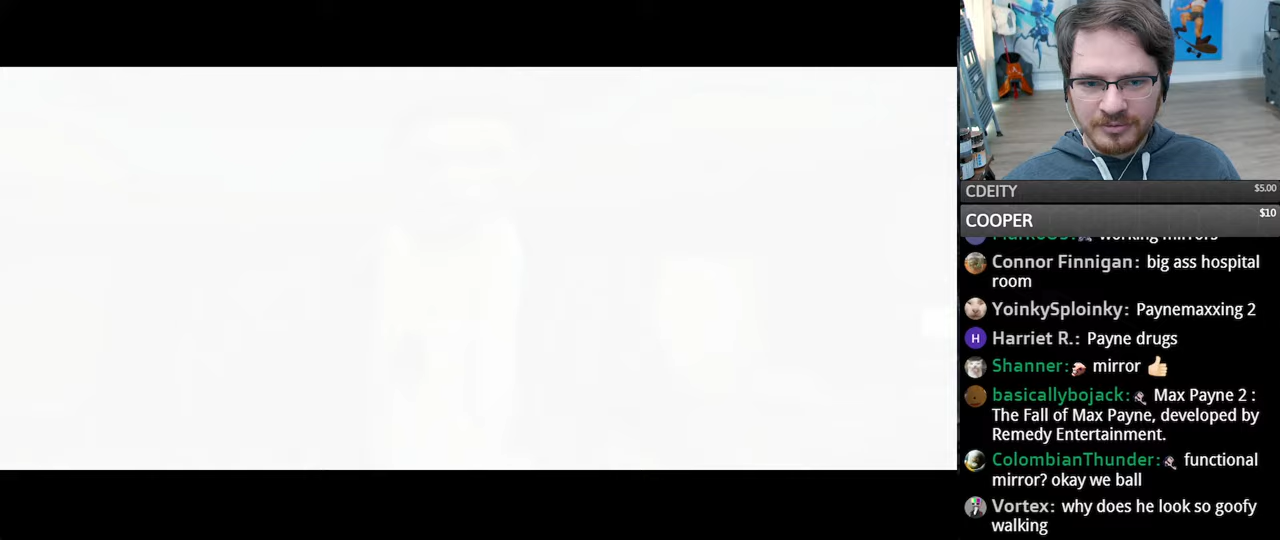 CDEITY $5.00
COOPER $10
working mirrors
Connor Finnigan: big ass hospital
room
YoinkySploinky: Paynemaxxing 2
H Harriet R.: Payne drugs
Shanner: mirror
basicallybojack: Max Payne 2 :
The Fall of Max Payne, developed by
Remedy Entertainment.
ColombianThunder: functional
mirror? okay we ball
Vortex: why does he look so goofy
walking